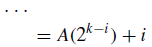 ...
= A(2^{k−i}) + i